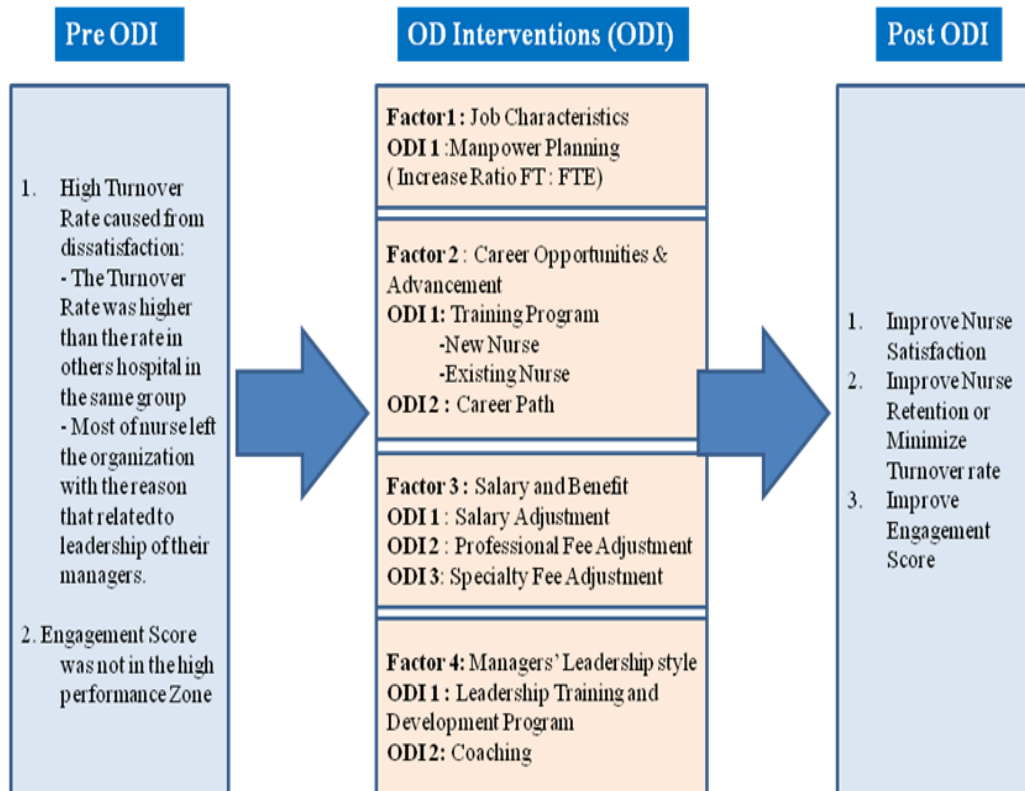 Pre ODI
OD Interventions (ODI)
Post ODI
1. High Turnover
Rate caused from
dissatisfaction:
- The Turnover
Rate was higher
than the rate in
others hospital in
the same group
- Most of nurse left
the organization
with the reason
that related to
leadership of their
managers.
2. Engagement Score
was not in the high
performance Zone
Factor1: Job Characteristics
ODI 1 :Manpower Planning
( Increase Ratio FT : FTE)
Factor 2 : Career Opportunities &
Advancement
ODI 1: Training Program
-New Nurse
-Existing Nurse
ODI 2 : Career Path
Factor 3 : Salary and Benefit
ODI 1 : Salary Adjustment
ODI 2 : Professional Fee Adjustment
ODI 3: Specialty Fee Adjustment
Factor 4: Managers' Leadership style
ODI 1 : Leadership Training and
Development Program
ODI 2: Coaching
1. Improve Nurse
Satisfaction
2. Improve Nurse
Retention or
Minimize
Turnover rate
3. Improve
Engagement
Score